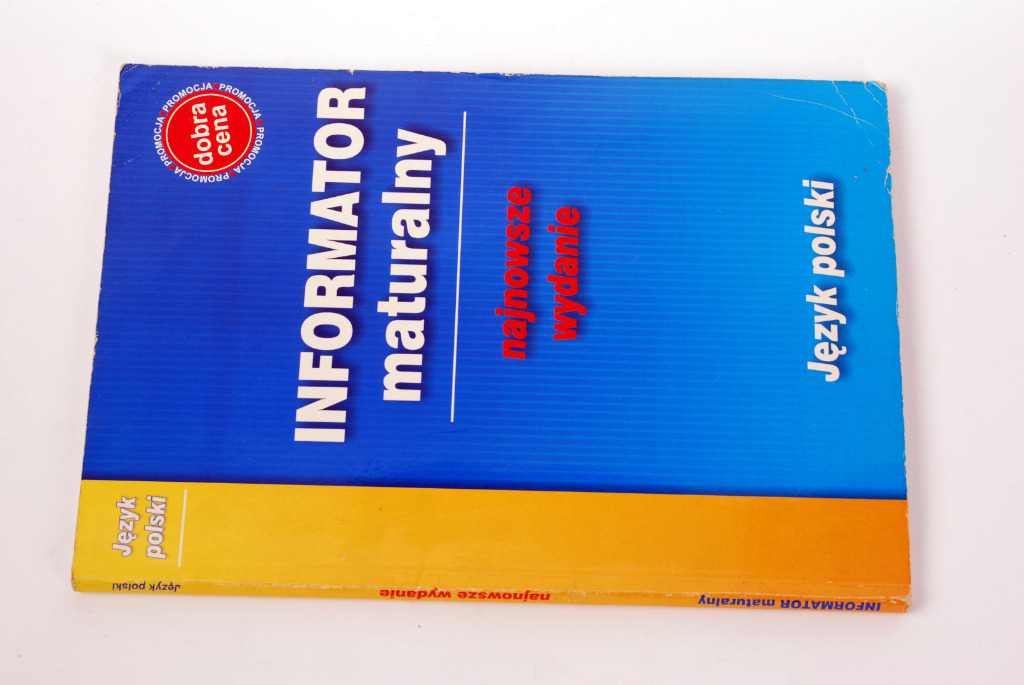 PROMOCJA • PROMOCJA • PROMOCJA • PROMOCJA • PROMOCJA
dobra
cena
INFORMATOR
maturalny
najnowsze
wydanie
Język polski
Język
polski
INFORMATOR maturalny
najnowsze wydanie
Język polski